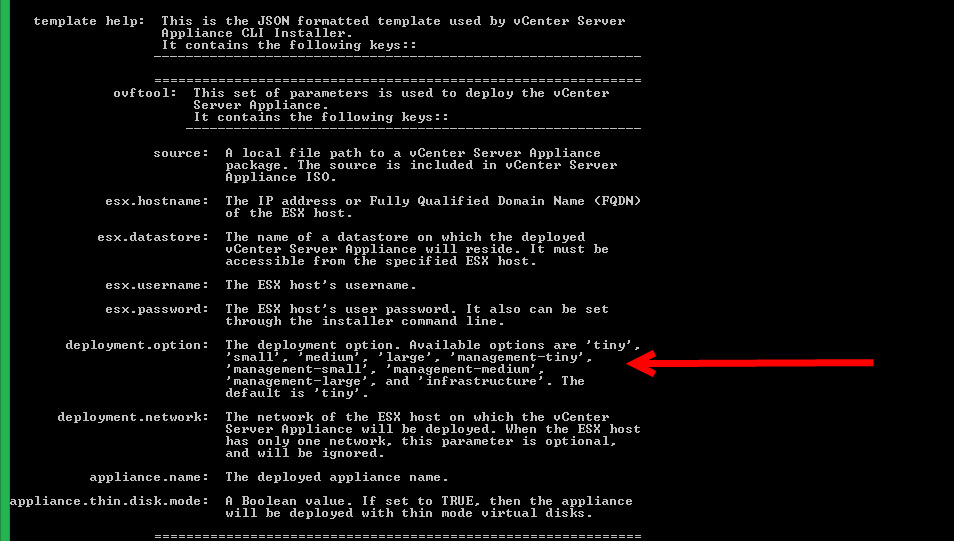 template help:  This is the JSON formatted template used by vCenter Server
Appliance CLI Installer.
It contains the following keys::
-------------------------------------------------------------
=============================================================
ovftool:  This set of parameters is used to deploy the vCenter
Server Appliance.
It contains the following keys::
---------------------------------------------------------
source:  A local file path to a vCenter Server Appliance
package. The source is included in vCenter Server
Appliance ISO.
esx.hostname:  The IP address or Fully Qualified Domain Name (FQDN)
of the ESX host.
esx.datastore:  The name of a datastore on which the deployed
vCenter Server Appliance will reside. It must be
accessible from the specified ESX host.
esx.username:  The ESX host's username.
esx.password:  The ESX host's user password. It also can be set
through the installer command line.
deployment.option:  The deployment option. Available options are 'tiny',
'small', 'medium', 'large', 'management-tiny',
'management-small', 'management-medium',
'management-large', and 'infrastructure'. The
default is 'tiny'.
deployment.network:  The network of the ESX host on which the vCenter
Server Appliance will be deployed. When the ESX host
has only one network, this parameter is optional,
and will be ignored.
appliance.name:  The deployed appliance name.
appliance.thin.disk.mode:  A Boolean value. If set to TRUE, then the appliance
will be deployed with thin mode virtual disks.
=============================================================